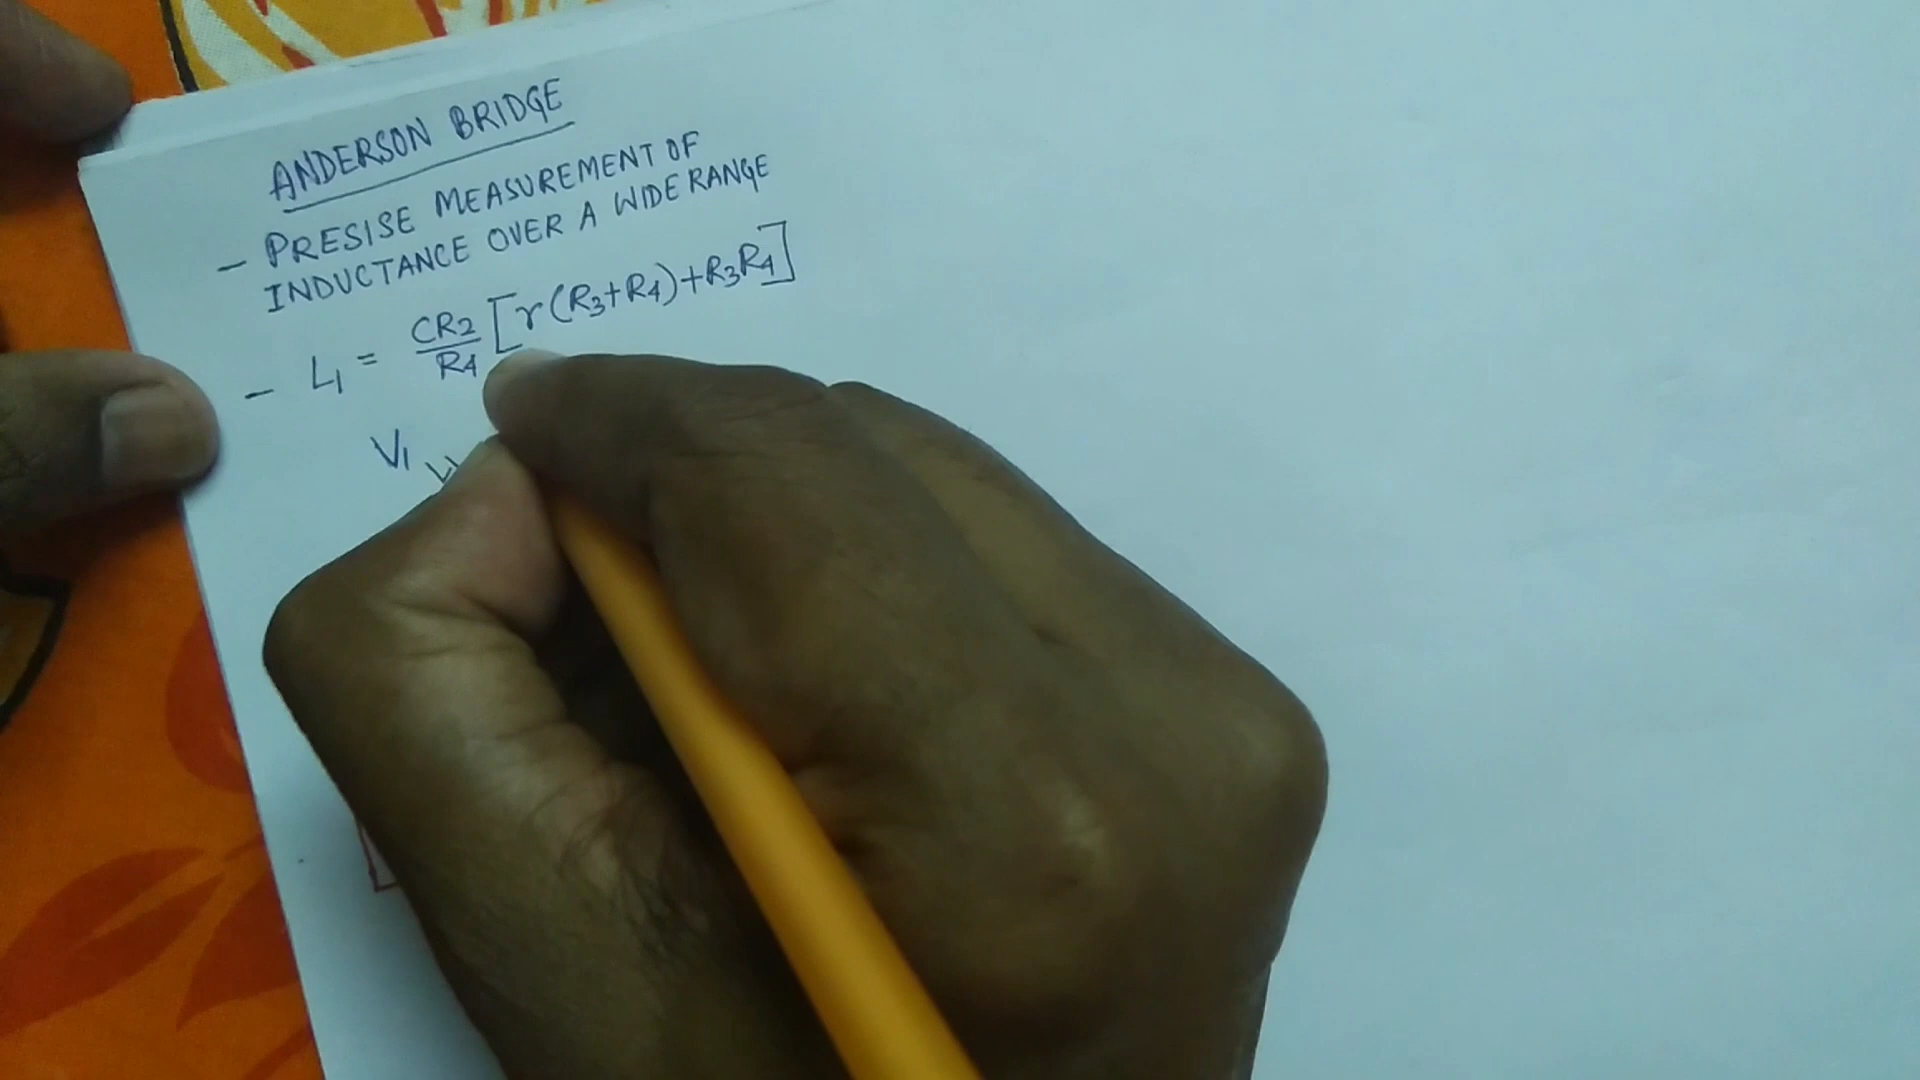 ANDERSON BRIDGE
- PRESISE MEASUREMENT OF
INDUCTANCE OVER A WIDE RANGE
- L1 = CR2/R4 [r(R3+R4)+R3R4]
V1